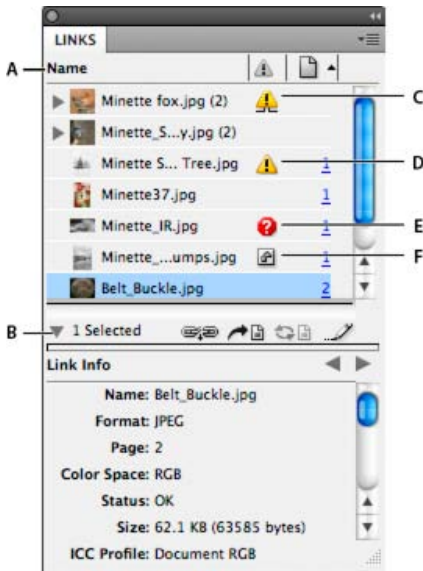 LINKS
A Name
Minette fox.jpg (2) C
Minette_S...y.jpg (2)
Minette S... Tree.jpg 1 D
Minette37.jpg 1
Minette_IR.jpg ? 1 E
Minette_...umps.jpg 1 F
Belt_Buckle.jpg 2
B 1 Selected
Link Info
Name: Belt_Buckle.jpg
Format: JPEG
Page: 2
Color Space: RGB
Status: OK
Size: 62.1 KB (63585 bytes)
ICC Profile: Document RGB